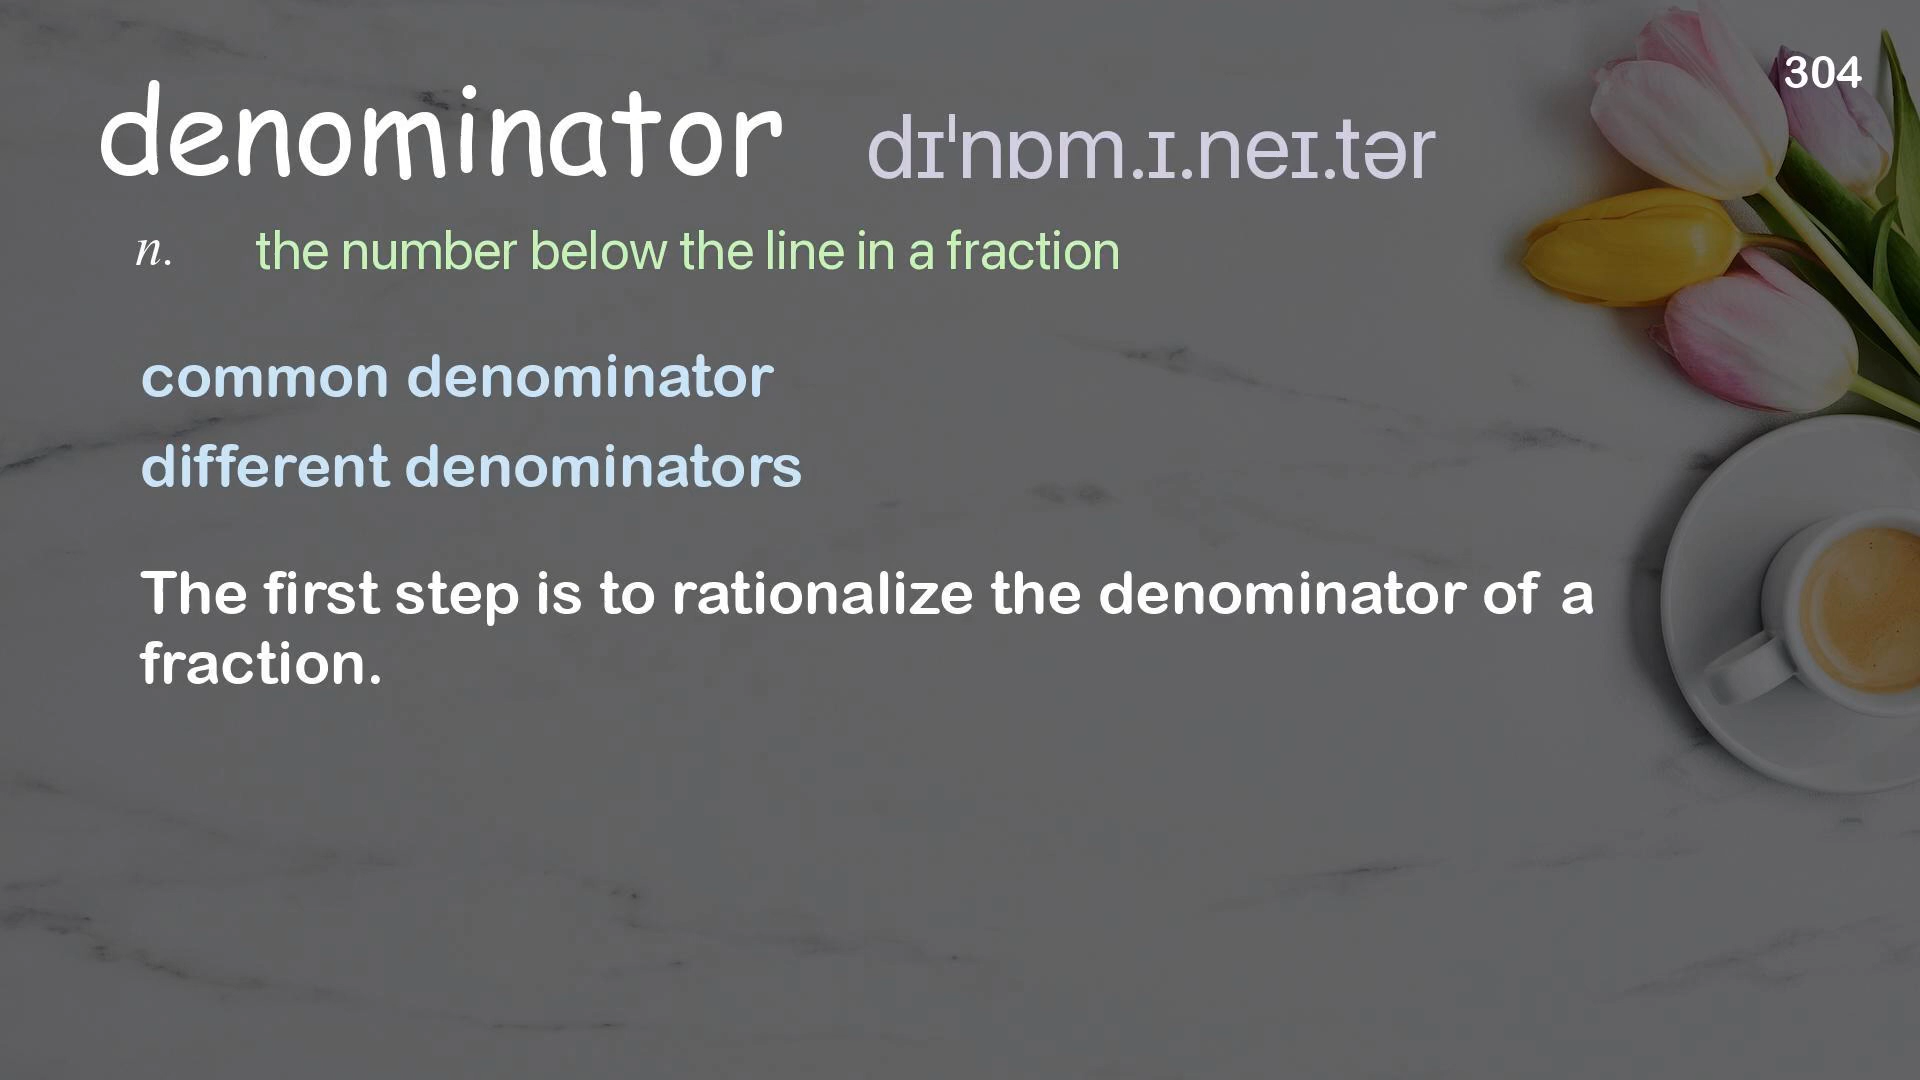 304
denominator dɪˈnɒm.ɪ.neɪ.tər
n. the number below the line in a fraction
common denominator
different denominators
The first step is to rationalize the denominator of a
fraction.